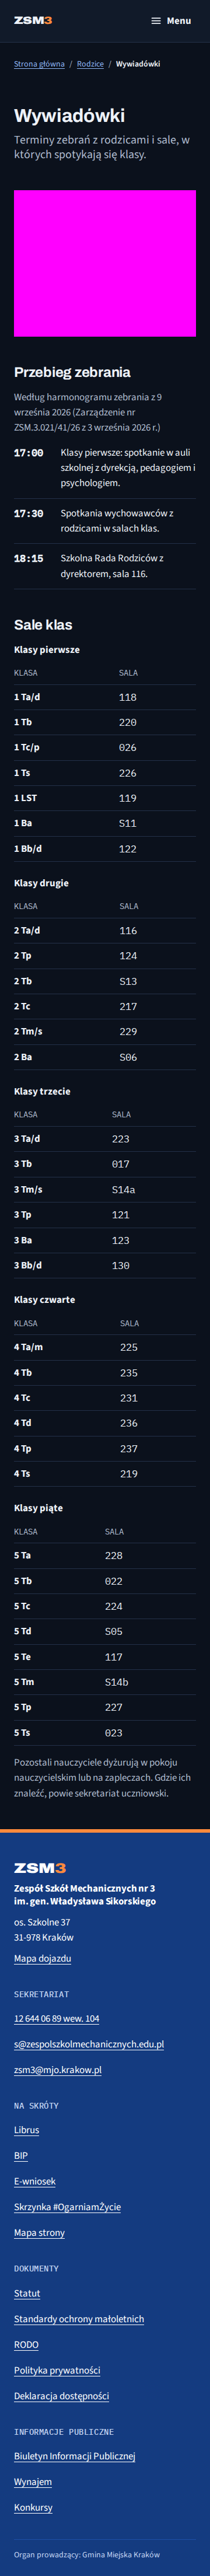 ZSM3
Menu
Strona główna / Rodzice / Wywiadówki
Wywiadówki
Terminy zebrań z rodzicami i sale, w
których spotykają się klasy.
Przebieg zebrania
Według harmonogramu zebrania z 9
września 2026 (Zarządzenie nr
ZSM.3.021/41/26 z 3 września 2026 r.)
17:00 Klasy pierwsze: spotkanie w auli
szkolnej z dyrekcją, pedagogiem i
psychologiem.
17:30 Spotkania wychowawców z
rodzicami w salach klas.
18:15 Szkolna Rada Rodziców z
dyrektorem, sala 116.
Sale klas
Klasy pierwsze
KLASA SALA
1 Ta/d 118
1 Tb 220
1 Tc/p 026
1 Ts 226
1 LST 119
1 Ba S11
1 Bb/d 122
Klasy drugie
KLASA SALA
2 Ta/d 116
2 Tp 124
2 Tb S13
2 Tc 217
2 Tm/s 229
2 Ba S06
Klasy trzecie
KLASA SALA
3 Ta/d 223
3 Tb 017
3 Tm/s S14a
3 Tp 121
3 Ba 123
3 Bb/d 130
Klasy czwarte
KLASA SALA
4 Ta/m 225
4 Tb 235
4 Tc 231
4 Td 236
4 Tp 237
4 Ts 219
Klasy piąte
KLASA SALA
5 Ta 228
5 Tb 022
5 Tc 224
5 Td S05
5 Te 117
5 Tm S14b
5 Tp 227
5 Ts 023
Pozostali nauczyciele dyżurują w pokoju
nauczycielskim lub na zapleczach. Gdzie ich
znaleźć, powie sekretariat uczniowski.
ZSM3
Zespół Szkół Mechanicznych nr 3
im. gen. Władysława Sikorskiego
os. Szkolne 37
31-978 Kraków
Mapa dojazdu
SEKRETARIAT
12 644 06 89 wew. 104
s@zespolszkolmechanicznych.edu.pl
zsm3@mjo.krakow.pl
NA SKRÓTY
Librus
BIP
E-wniosek
Skrzynka #OgarniamŻycie
Mapa strony
DOKUMENTY
Statut
Standardy ochrony małoletnich
RODO
Polityka prywatności
Deklaracja dostępności
INFORMACJE PUBLICZNE
Biuletyn Informacji Publicznej
Wynajem
Konkursy
Organ prowadzący: Gmina Miejska Kraków